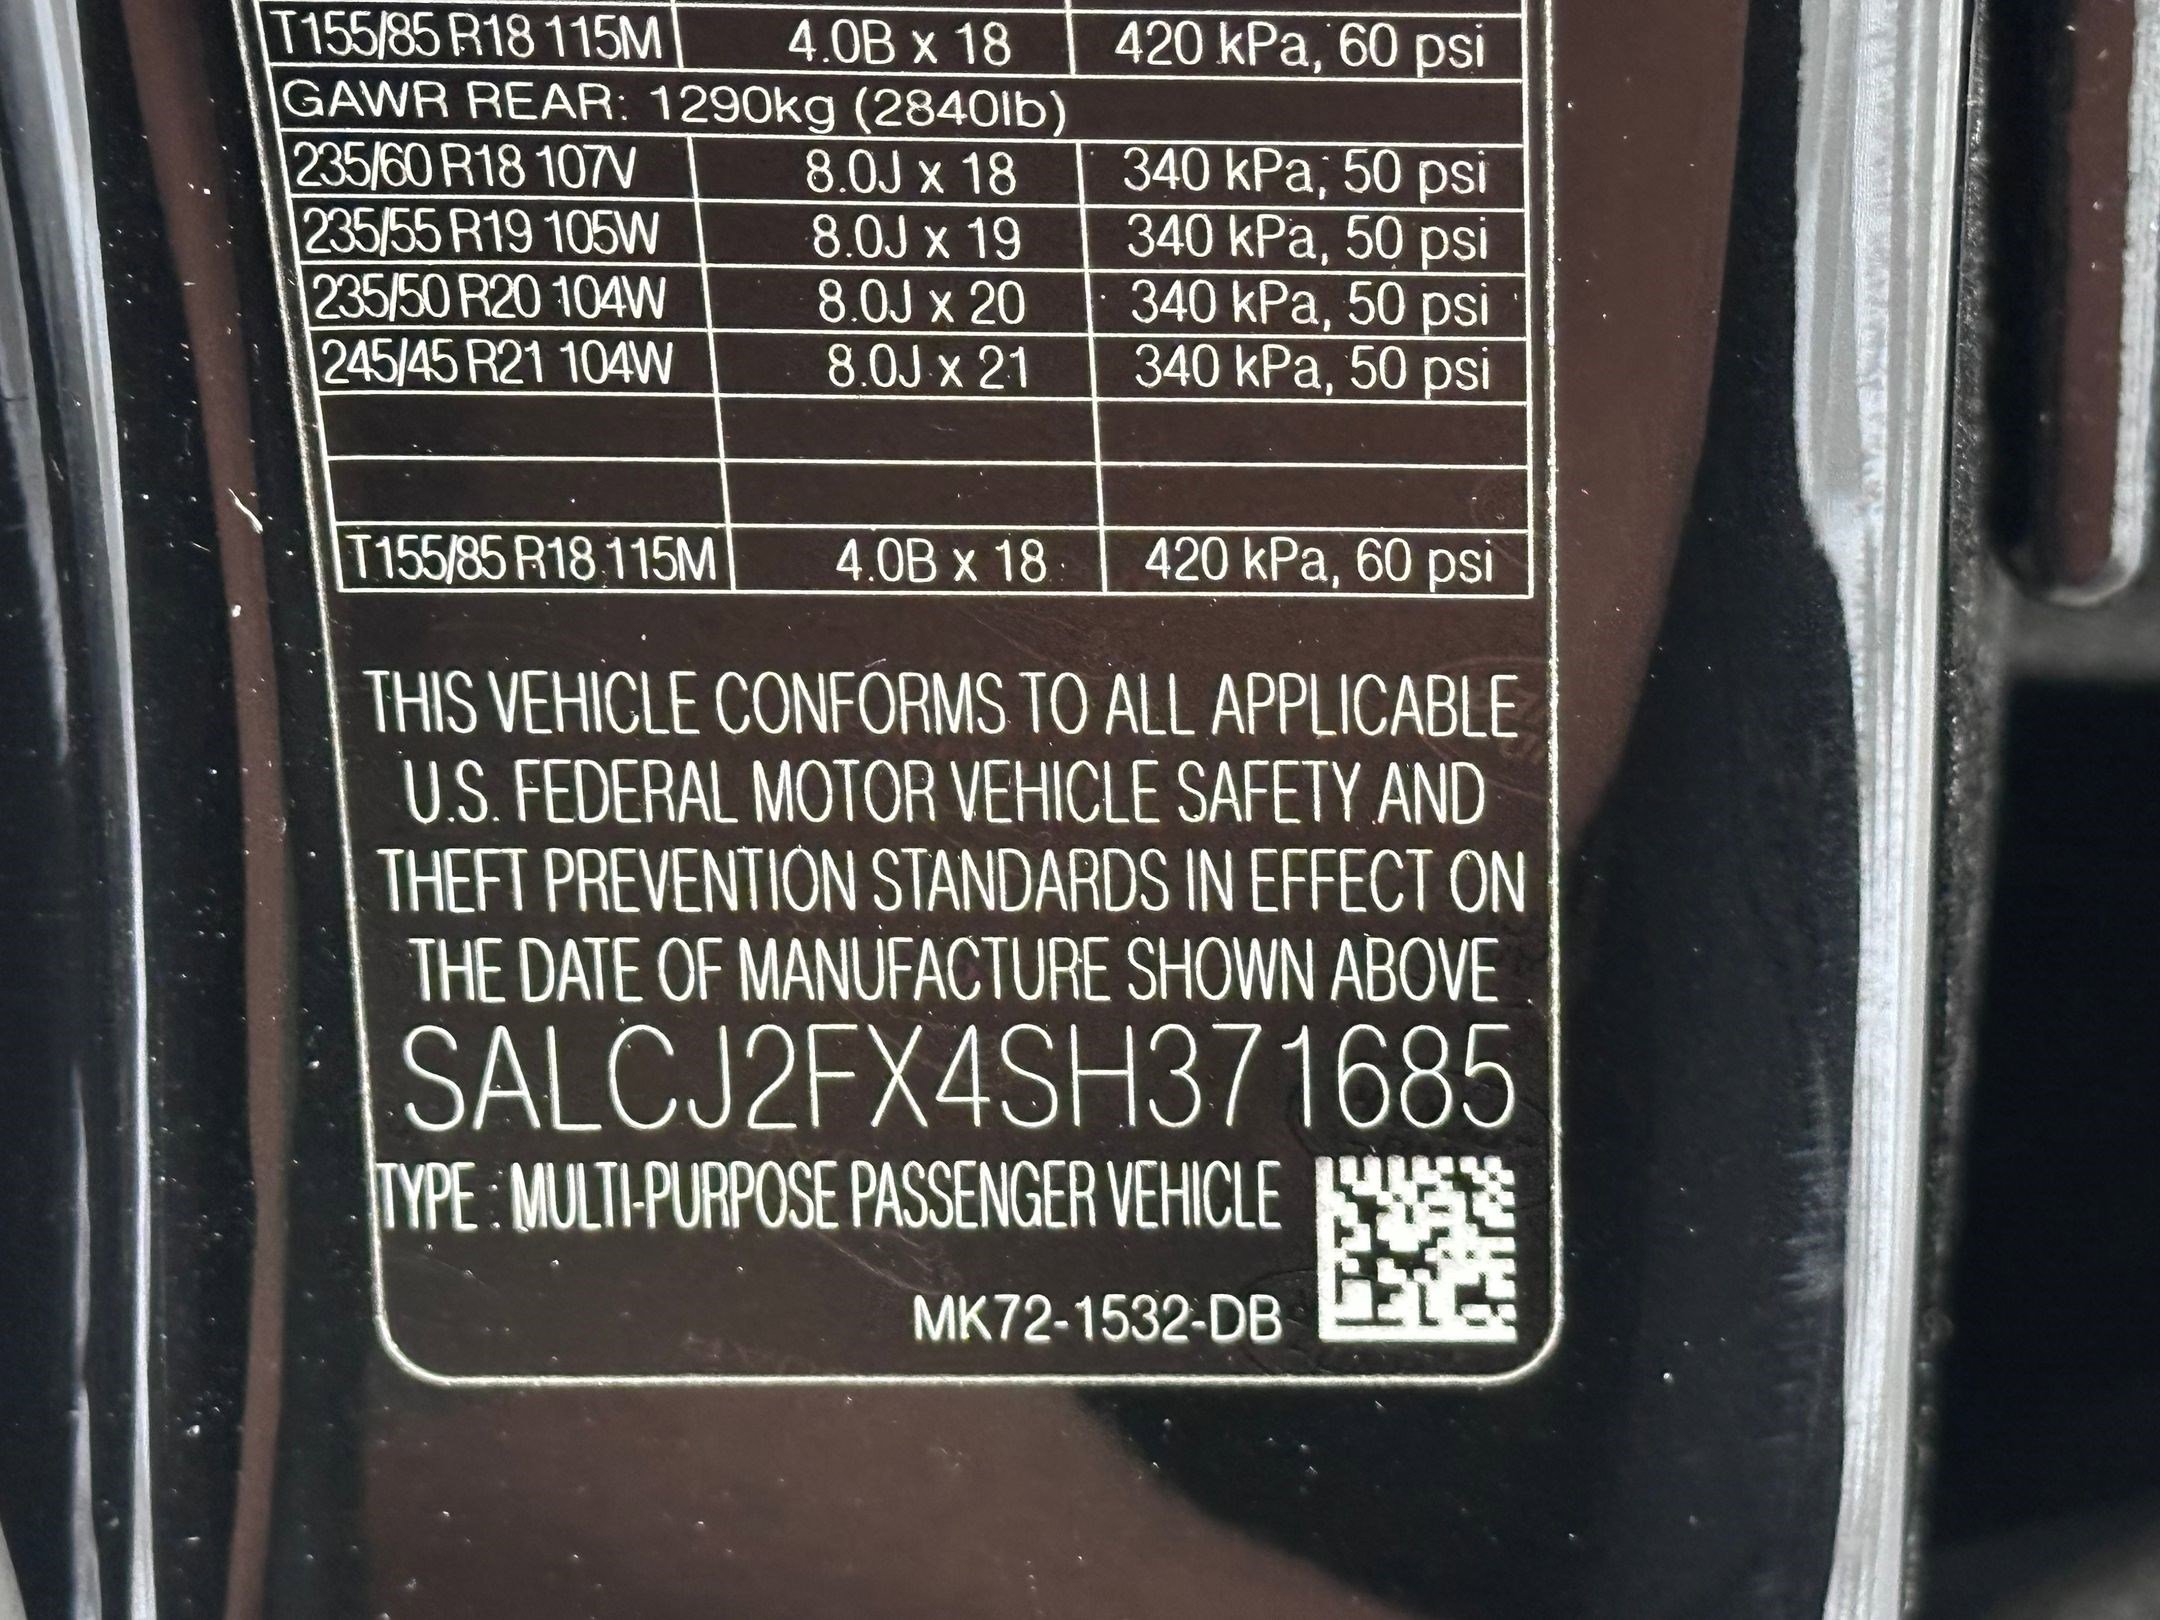 T155/85 R18 115M 4.0B x 18 420 kPa, 60 psi
GAWR REAR: 1290kg (2840lb)
235/60 R18 107V 8.0J x 18 340 kPa, 50 psi
235/55 R19 105W 8.0J x 19 340 kPa, 50 psi
235/50 R20 104W 8.0J x 20 340 kPa, 50 psi
245/45 R21 104W 8.0J x 21 340 kPa, 50 psi
T155/85 R18 115M 4.0B x 18 420 kPa, 60 psi
THIS VEHICLE CONFORMS TO ALL APPLICABLE
U.S. FEDERAL MOTOR VEHICLE SAFETY AND
THEFT PREVENTION STANDARDS IN EFFECT ON
THE DATE OF MANUFACTURE SHOWN ABOVE
SALCJ2FX4SH371685
TYPE : MULTI-PURPOSE PASSENGER VEHICLE
MK72-1532-DB